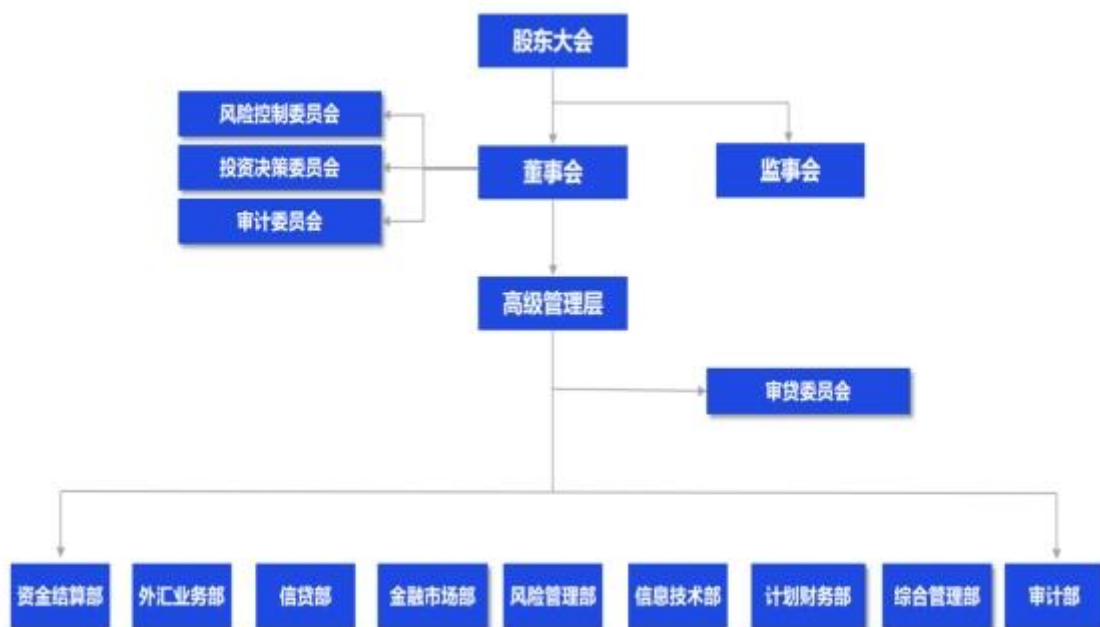 股东大会
风险控制委员会
投资决策委员会
董事会
监事会
审计委员会
高级管理层
审贷委员会
资金结算部
外汇业务部
信贷部
金融市场部
风险管理部
信息技术部
计划财务部
综合管理部
审计部